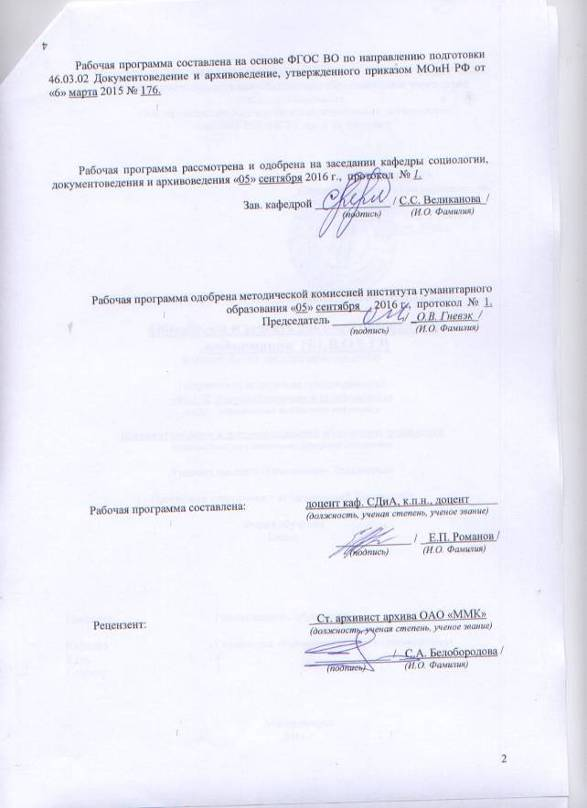 Рабочая программа составлена на основе ФГОС ВО по направлению подготовки
46.03.02 Документоведение и архивоведение, утвержденного приказом МОиН РФ от
«6» марта 2015 № 176.
Рабочая программа рассмотрена и одобрена на заседании кафедры социологии,
документоведения и архивоведения «05» сентября 2016 г., протокол № 1.
Зав. кафедрой / С.С. Великанова /
(подпись) (И.О. Фамилия)
Рабочая программа одобрена методической комиссией института гуманитарного
образования «05» сентября 2016 г., протокол № 1.
Председатель / О.В. Гневэк /
(подпись) (И.О. Фамилия)
Рабочая программа составлена: доцент каф. СДиА, к.п.н., доцент
(должность, ученая степень, ученое звание)
/ Е.П. Романов /
(подпись) (И.О. Фамилия)
Рецензент: Ст. архивист архива ОАО «ММК»
(должность, ученая степень, ученое звание)
/ С.А. Белобородова /
(подпись) (И.О. Фамилия)
2